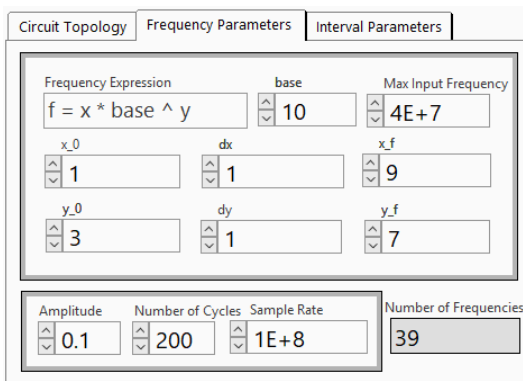 Circuit Topology Frequency Parameters Interval Parameters
Frequency Expression base Max Input Frequency
f = x * base ^ y 10 4E+7
x_0 dx x_f
1 1 9
y_0 dy y_f
3 1 7
Amplitude Number of Cycles Sample Rate Number of Frequencies
0.1 200 1E+8 39